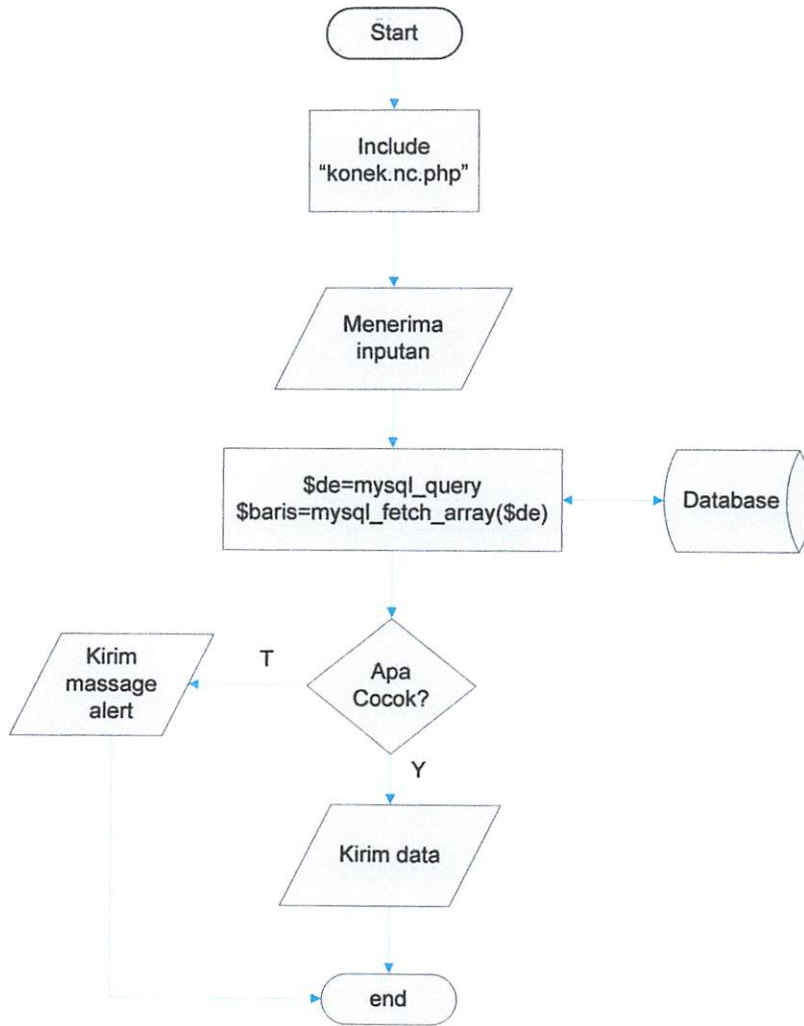 Start
Include
“konek.nc.php”
Menerima
inputan
$de=mysql_query
$baris=mysql_fetch_array($de)
Database
Apa
Cocok?
T
Kirim
massage
alert
Y
Kirim data
end